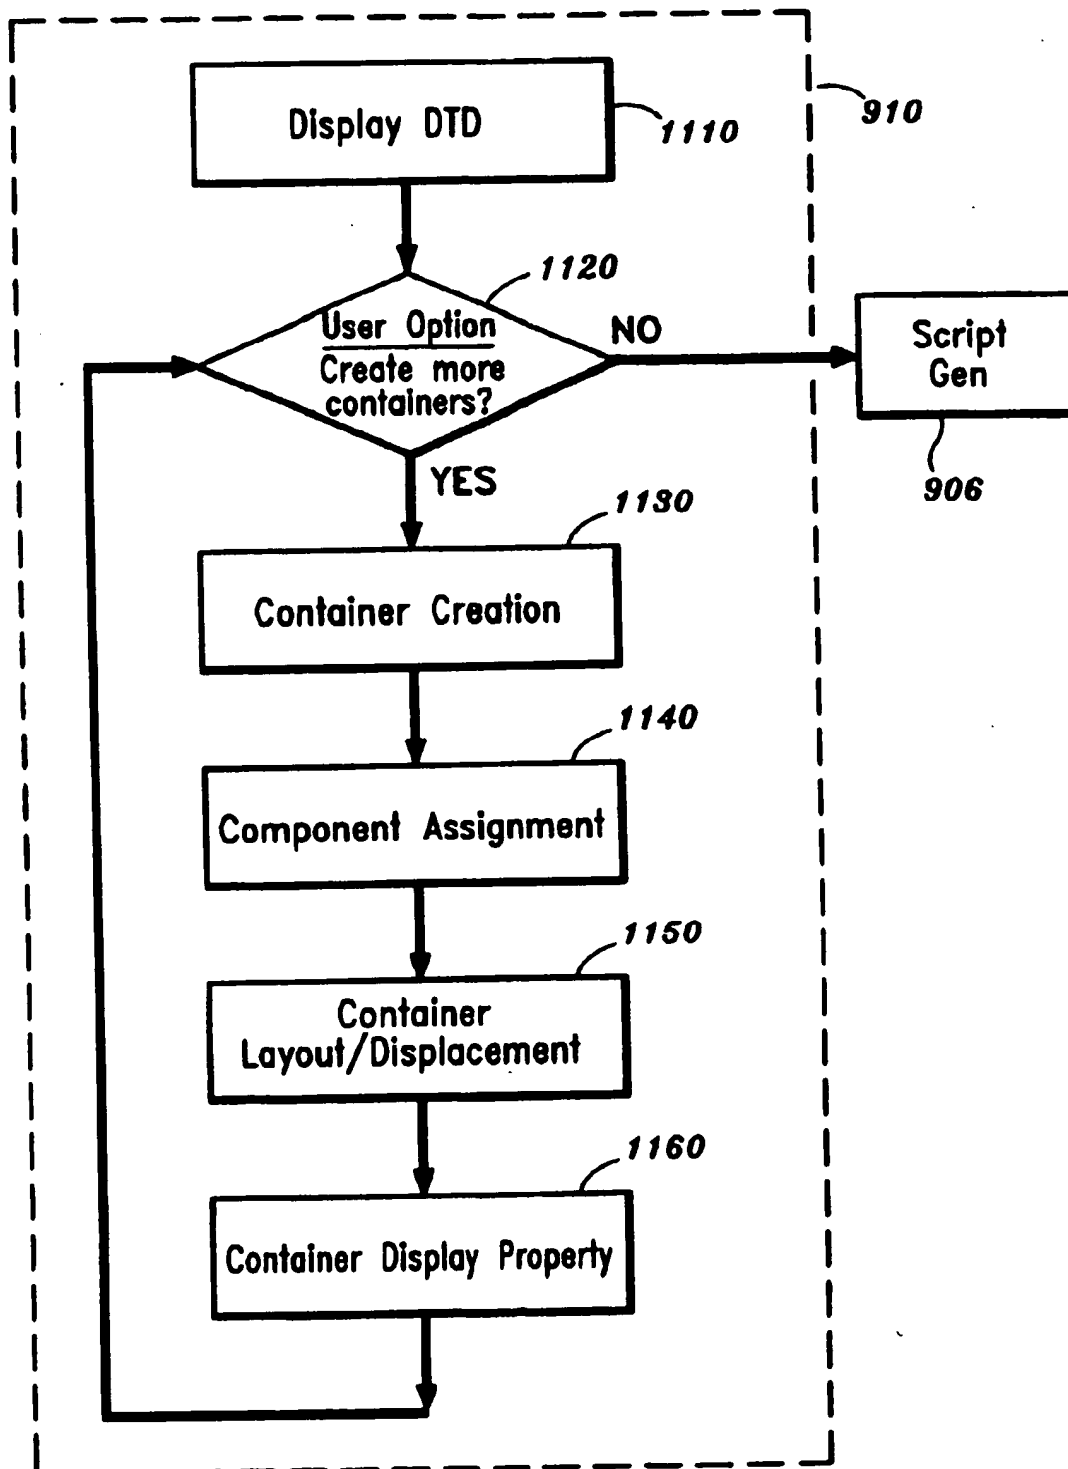 Display DTD
1110
910
1120
User Option
Create more
containers?
NO
Script
Gen
906
YES
1130
Container Creation
1140
Component Assignment
1150
Container
Layout/Displacement
1160
Container Display Property